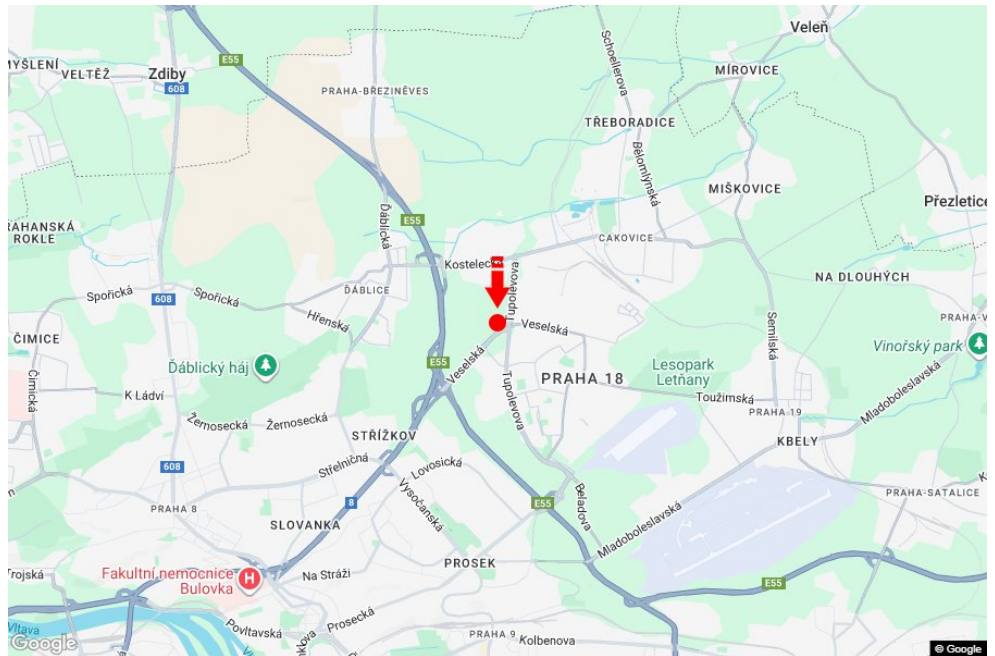 Veleň
MYŠLENÍ
VELTĚŽ
Zdiby
608
E55
PRAHA-BŘEZINĚVES
Schoellerova
MÍROVICE
TŘEBORADICE
Bělomlýnská
MIŠKOVICE
Přezletice
RAHANSKÁ
ROKLE
Ďáblická
E55
CAKOVICE
Kostelecká
NA DLOUHÝCH
Spořická
Spořická
608
ĎÁBLICE
Hřenská
Tupolevova
Veselská
Semilská
PRAHA-V
ČIMICE
Vinořský park
Ďáblický háj
E55
Veselská
Lesopark
Letňany
PRAHA 18
Tupolevova
Čimická
K Ládví
Toužimská
Mladoboleslavská
PRAHA 19
Žernosecká
Žernosecká
STŘÍŽKOV
KBELY
608
Střelničná
Lovosická
Vysočanská
Beladova
PRAHA-SATALICE
PRAHA 8
8
E55
SLOVANKA
Mladoboleslavská
PROSEK
Trojská
Fakultní nemocnice
Bulovka
H
Na Stráži
E55
Vltava
Povltavská
Prosecká
PRAHA 9
Kolbenova
Google
© Google